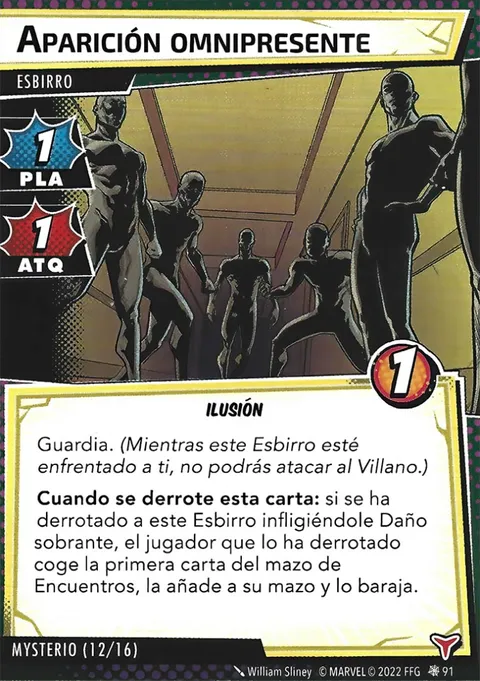 APARICIÓN OMNIPRESENTE
ESBIRRO
1
PLA
1
ATQ
1
ILUSIÓN
Guardia. (Mientras este Esbirro esté
enfrentado a ti, no podrás atacar al Villano.)
Cuando se derrote esta carta: si se ha
derrotado a este Esbirro infligiéndole Daño
sobrante, el jugador que lo ha derrotado
coge la primera carta del mazo de
Encuentros, la añade a su mazo y lo baraja.
MYSTERIO (12/16)
William Sliney © MARVEL © 2022 FFG 91